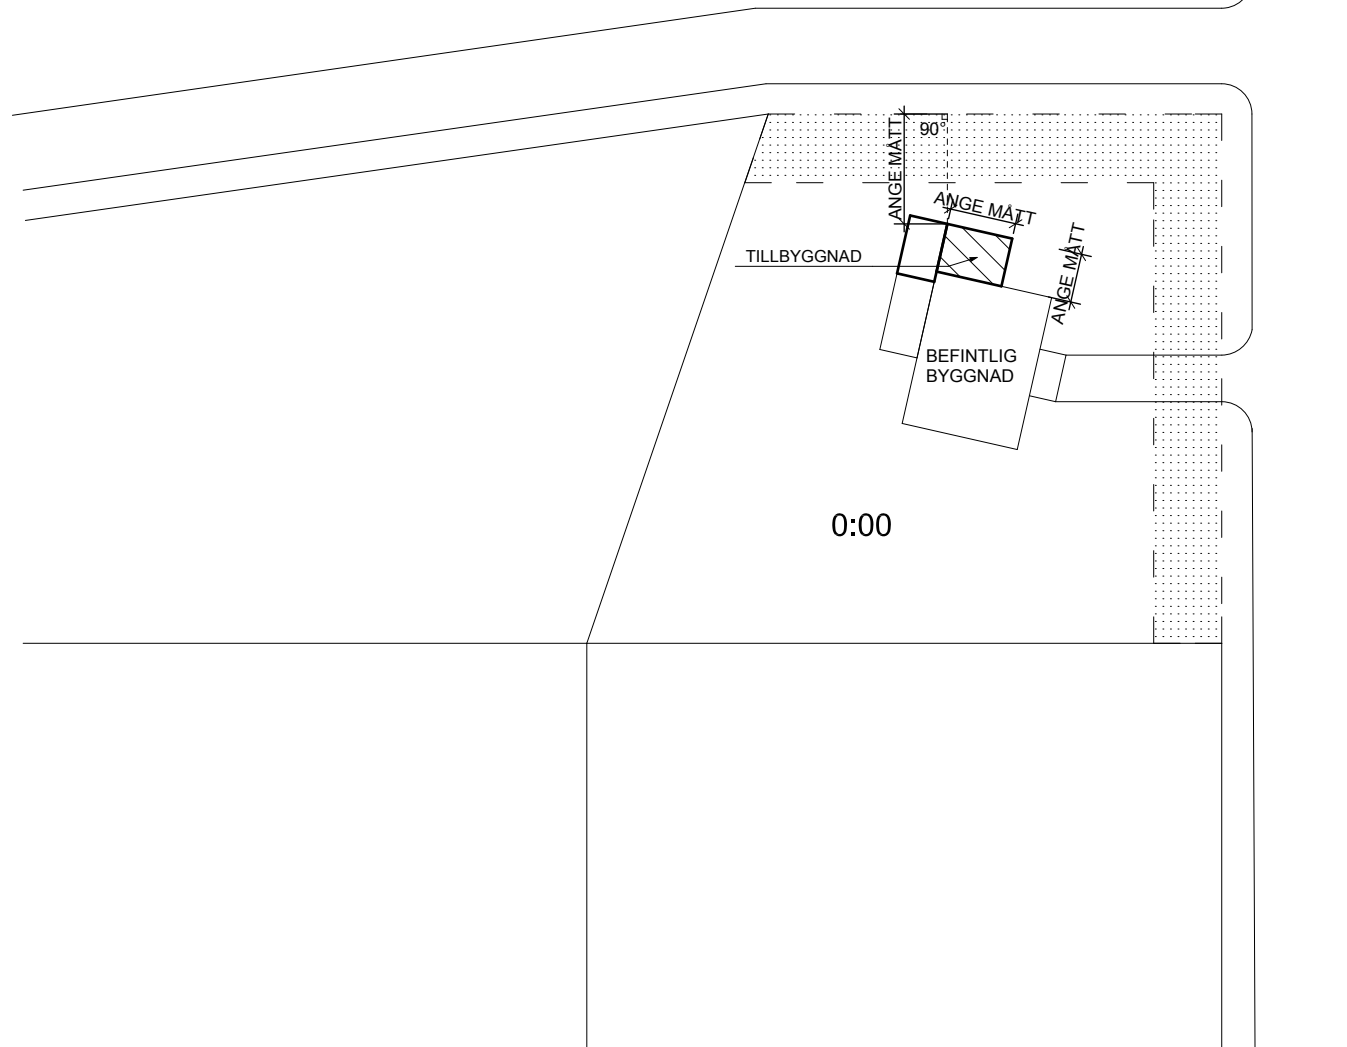 90°
ANGE MÅTT
ANGE MÅTT
ANGE MÅTT
TILLBYGGNAD
BEFINTLIG
BYGGNAD
0:00